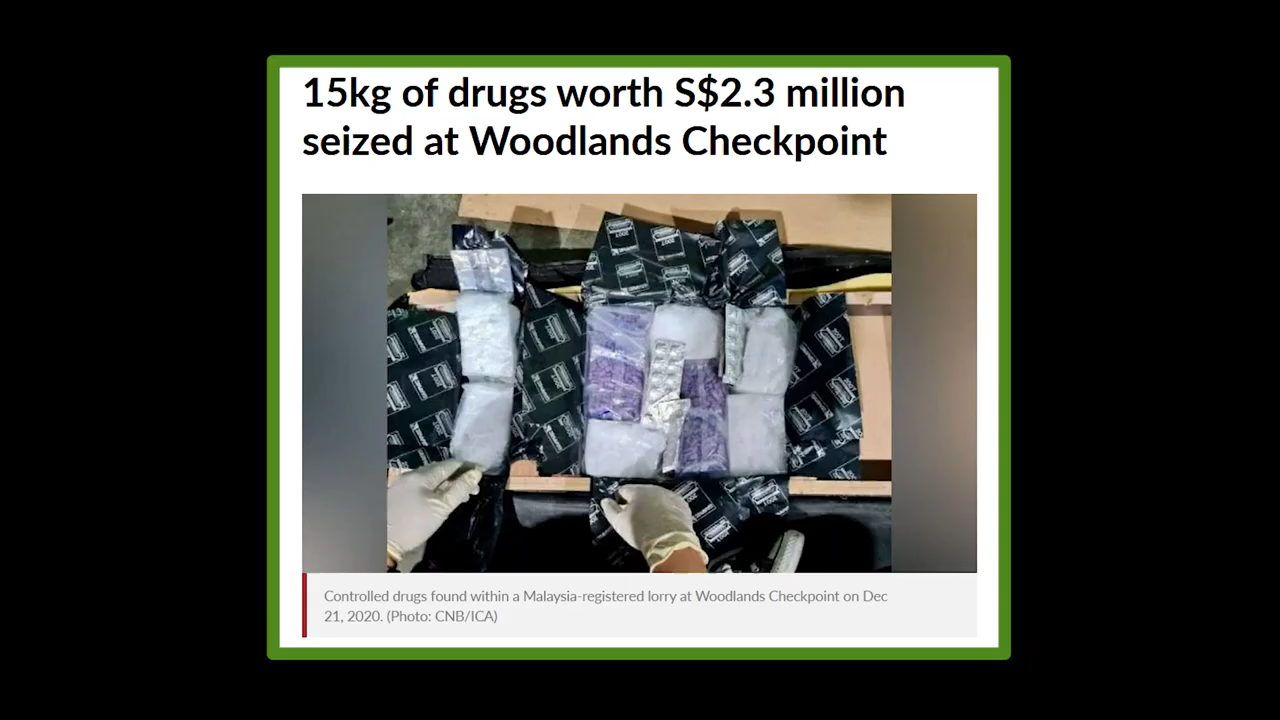 15kg of drugs worth S$2.3 million
seized at Woodlands Checkpoint
Controlled drugs found within a Malaysia-registered lorry at Woodlands Checkpoint on Dec
21, 2020. (Photo: CNB/ICA)